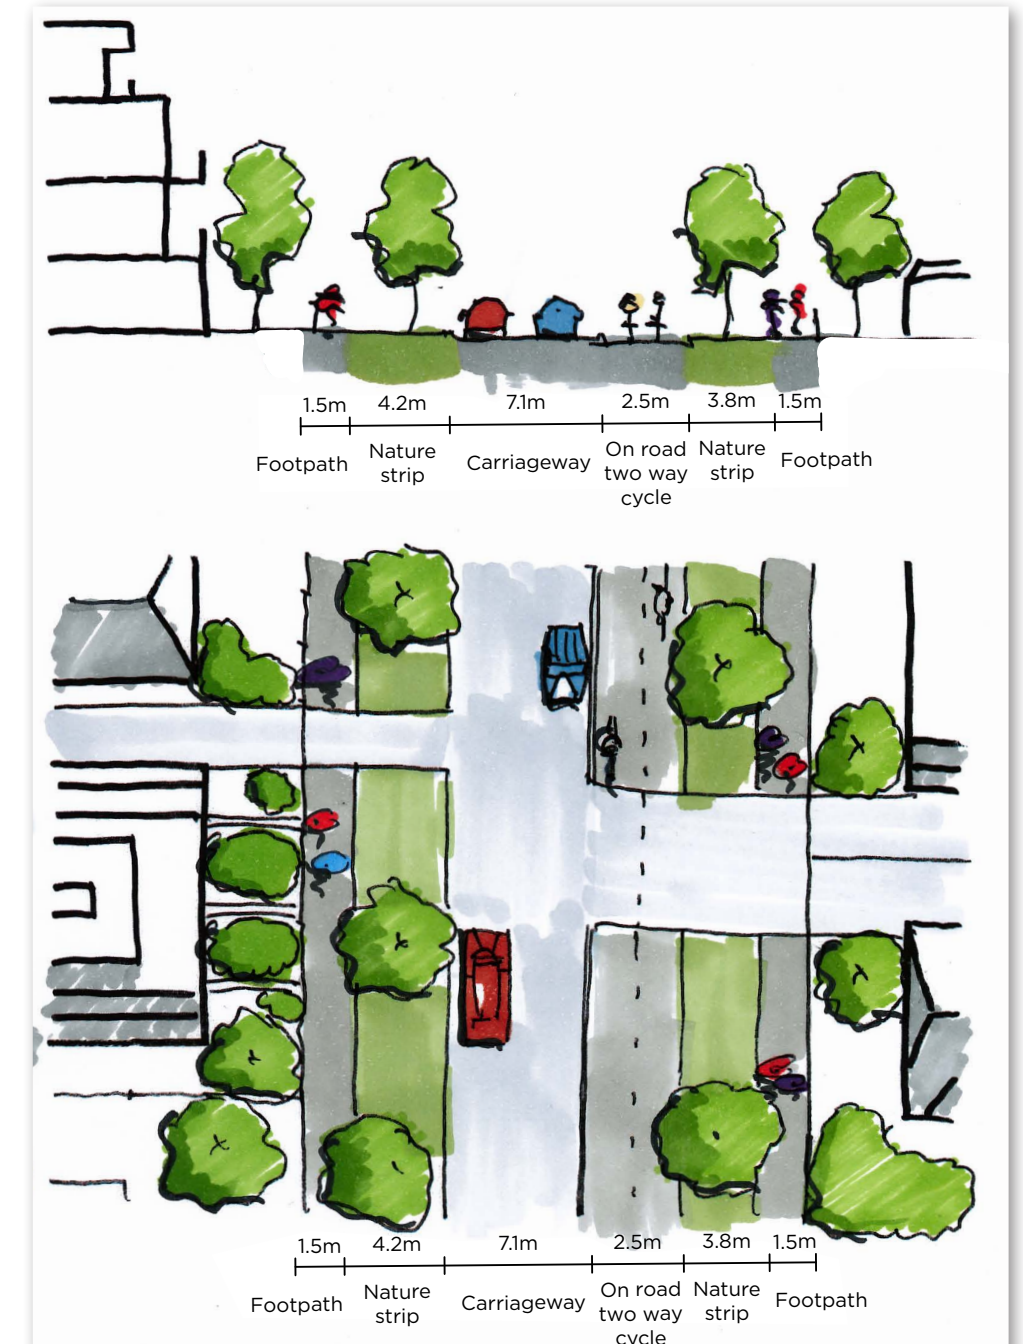 1.5m 4.2m 7.1m 2.5m 3.8m 1.5m
Footpath
Nature
strip
Carriageway
On road
two way
cycle
Nature
strip
Footpath
1.5m 4.2m 7.1m 2.5m 3.8m 1.5m
Footpath
Nature
strip
Carriageway
On road
two way
cycle
Nature
strip
Footpath